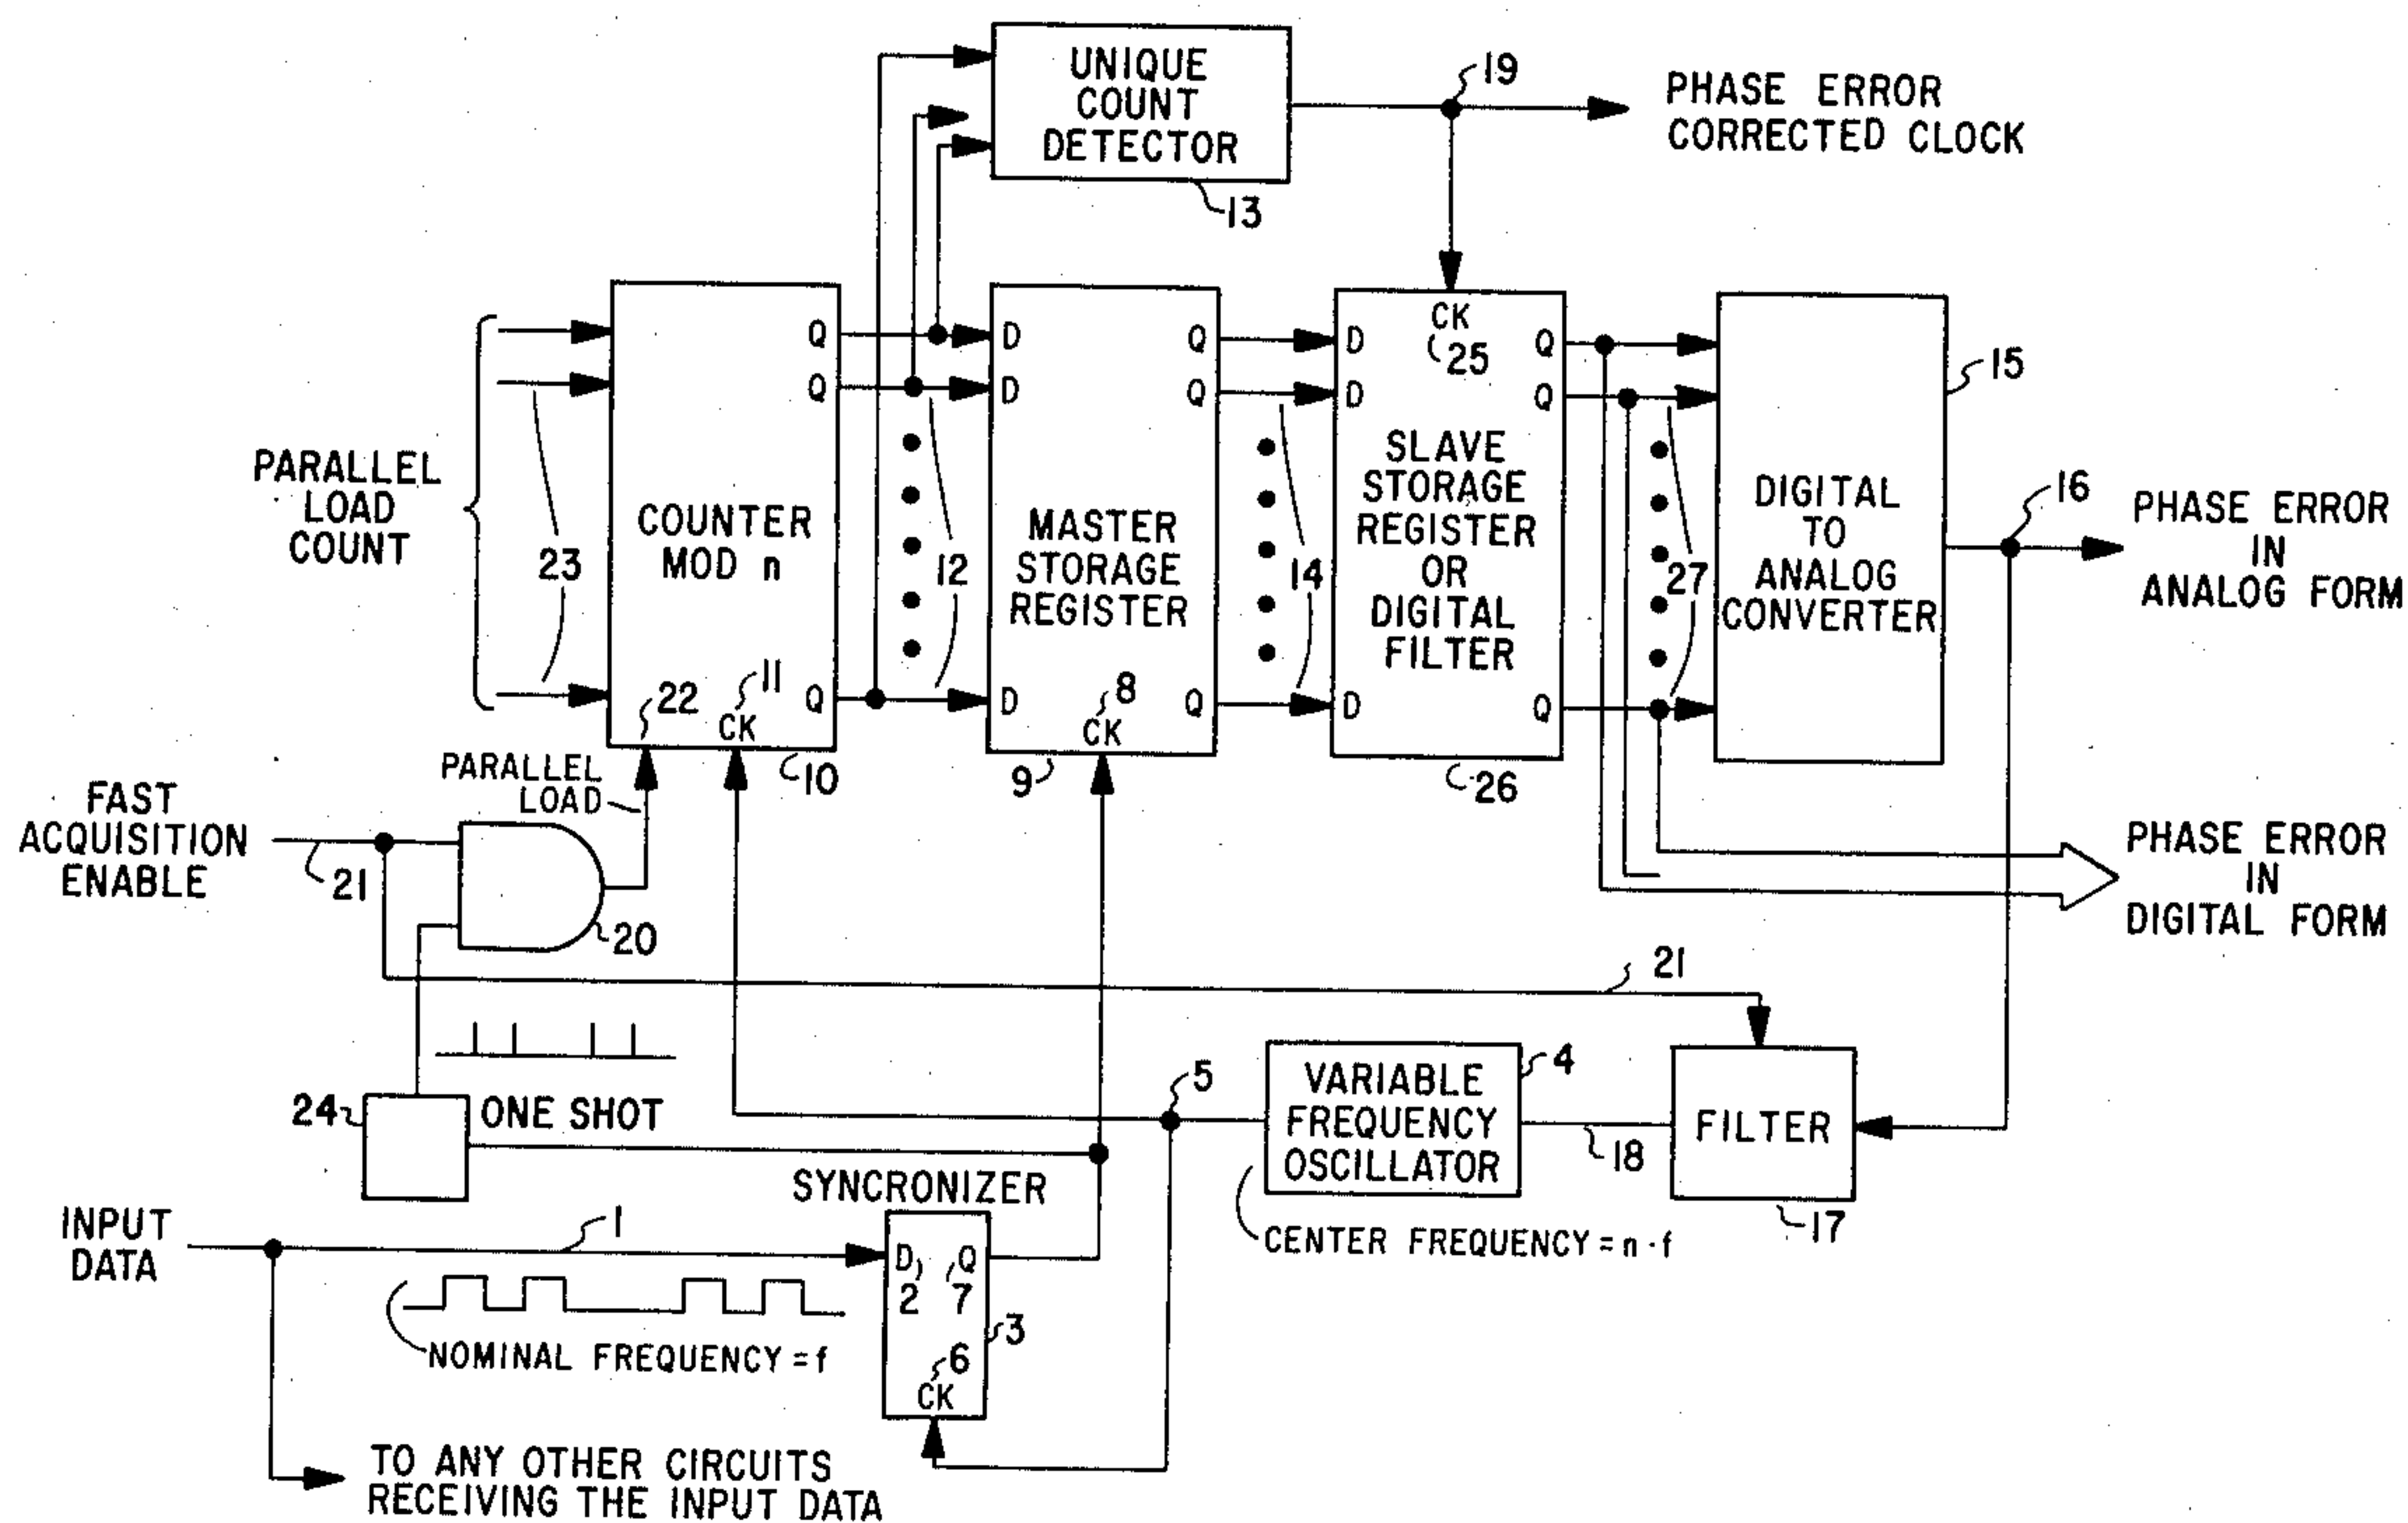 UNIQUE
COUNT
DETECTOR
13
19
PHASE ERROR
CORRECTED CLOCK
PARALLEL
LOAD
COUNT
23
COUNTER
MOD n
Q
Q
Q
22
11
CK
10
12
D
D
D
MASTER
STORAGE
REGISTER
Q
Q
Q
8
CK
9
14
D
D
D
CK
25
SLAVE
STORAGE
REGISTER
OR
DIGITAL
FILTER
Q
Q
Q
26
27
DIGITAL
TO
ANALOG
CONVERTER
15
16
PHASE ERROR
IN
ANALOG FORM
PARALLEL
LOAD
FAST
ACQUISITION
ENABLE
21
20
PHASE ERROR
IN
DIGITAL FORM
21
24
ONE SHOT
5
VARIABLE
FREQUENCY
OSCILLATOR
4
18
FILTER
17
CENTER FREQUENCY = n · f
SYNCRONIZER
INPUT
DATA
1
D Q
2 7
3
6
CK
NOMINAL FREQUENCY = f
TO ANY OTHER CIRCUITS
RECEIVING THE INPUT DATA